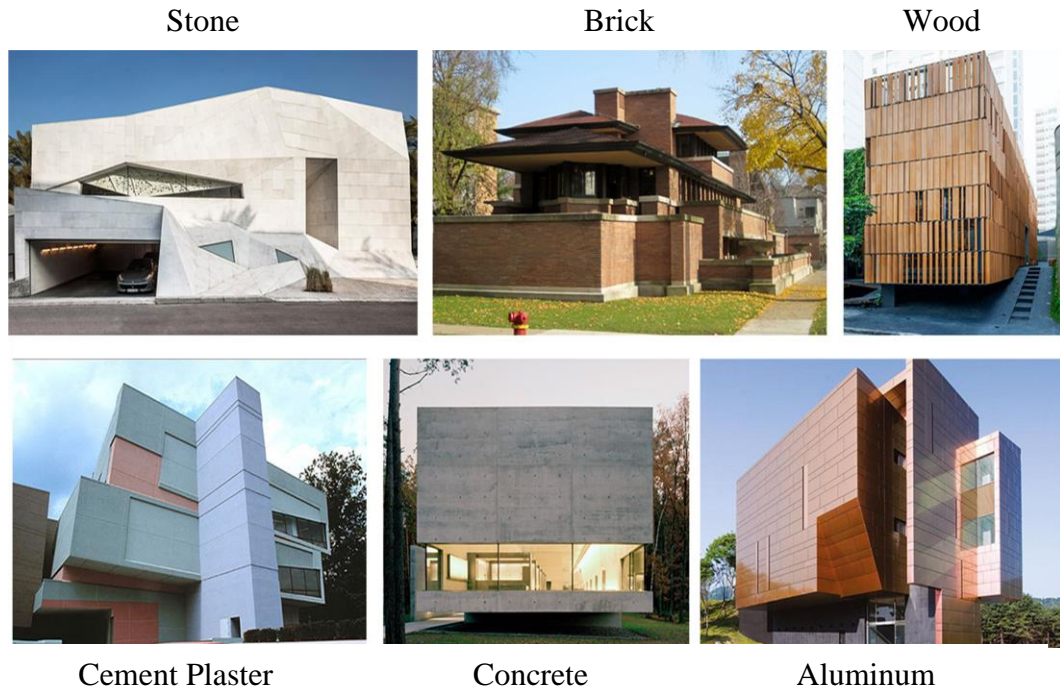 Stone
Brick
Wood
Cement Plaster
Concrete
Aluminum